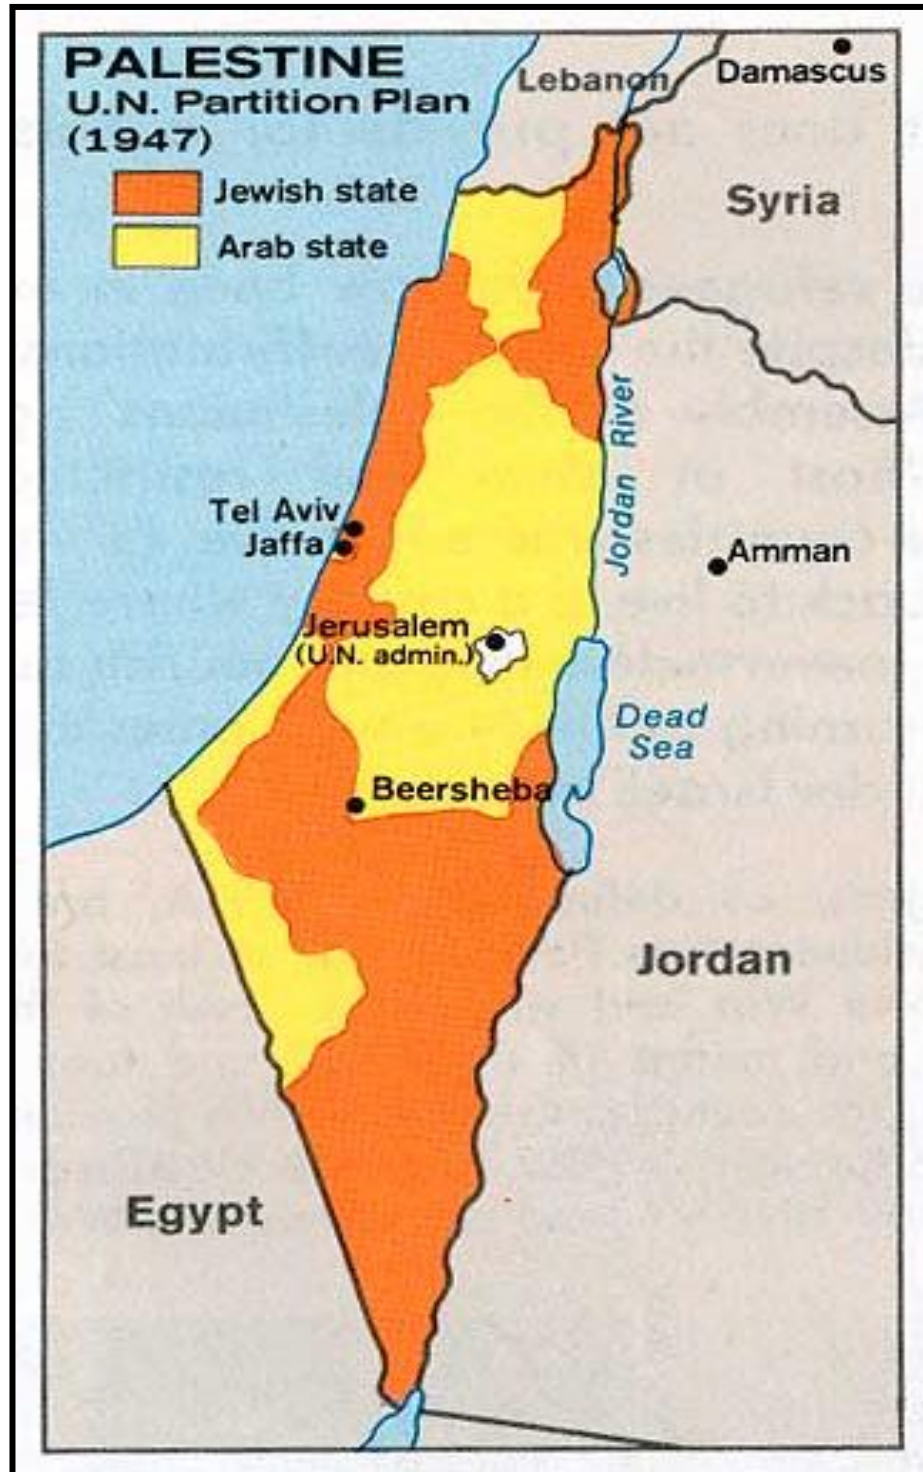 PALESTINE
U.N. Partition Plan
(1947)
Jewish state
Arab state
Lebanon
Damascus
Syria
Jordan River
Tel Aviv
Jaffa
Amman
Jerusalem
(U.N. admin.)
Dead
Sea
Beersheba
Jordan
Egypt